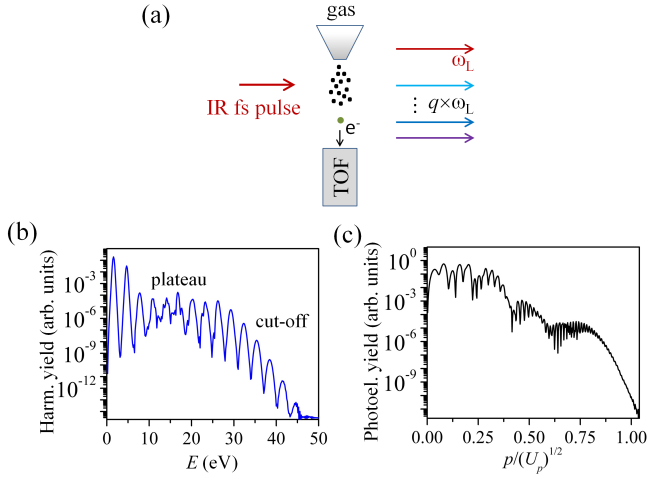 (a)
gas
ω_L
IR fs pulse
⋮ q×ω_L
e⁻
TOF
(b)
Harm. yield (arb. units)
10⁻³
10⁻⁶
10⁻⁹
10⁻¹²
plateau
cut-off
0 10 20 30 40 50
E (eV)
(c)
Photoel. yield (arb. units)
10⁰
10⁻³
10⁻⁶
10⁻⁹
0.00 0.25 0.50 0.75 1.00
p/(U_p)^1/2